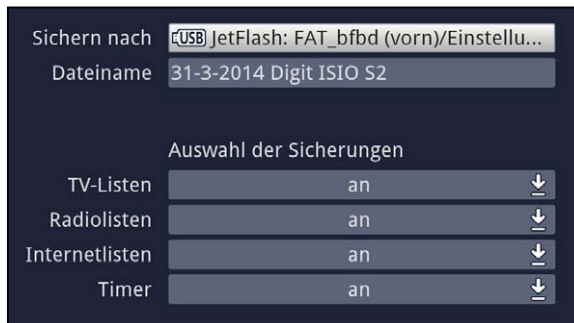 Sichern nach USB JetFlash: FAT_bfbd (vorn)/Einstellu...
Dateiname 31-3-2014 Digit ISIO S2
Auswahl der Sicherungen
TV-Listen an
Radiolisten an
Internetlisten an
Timer an